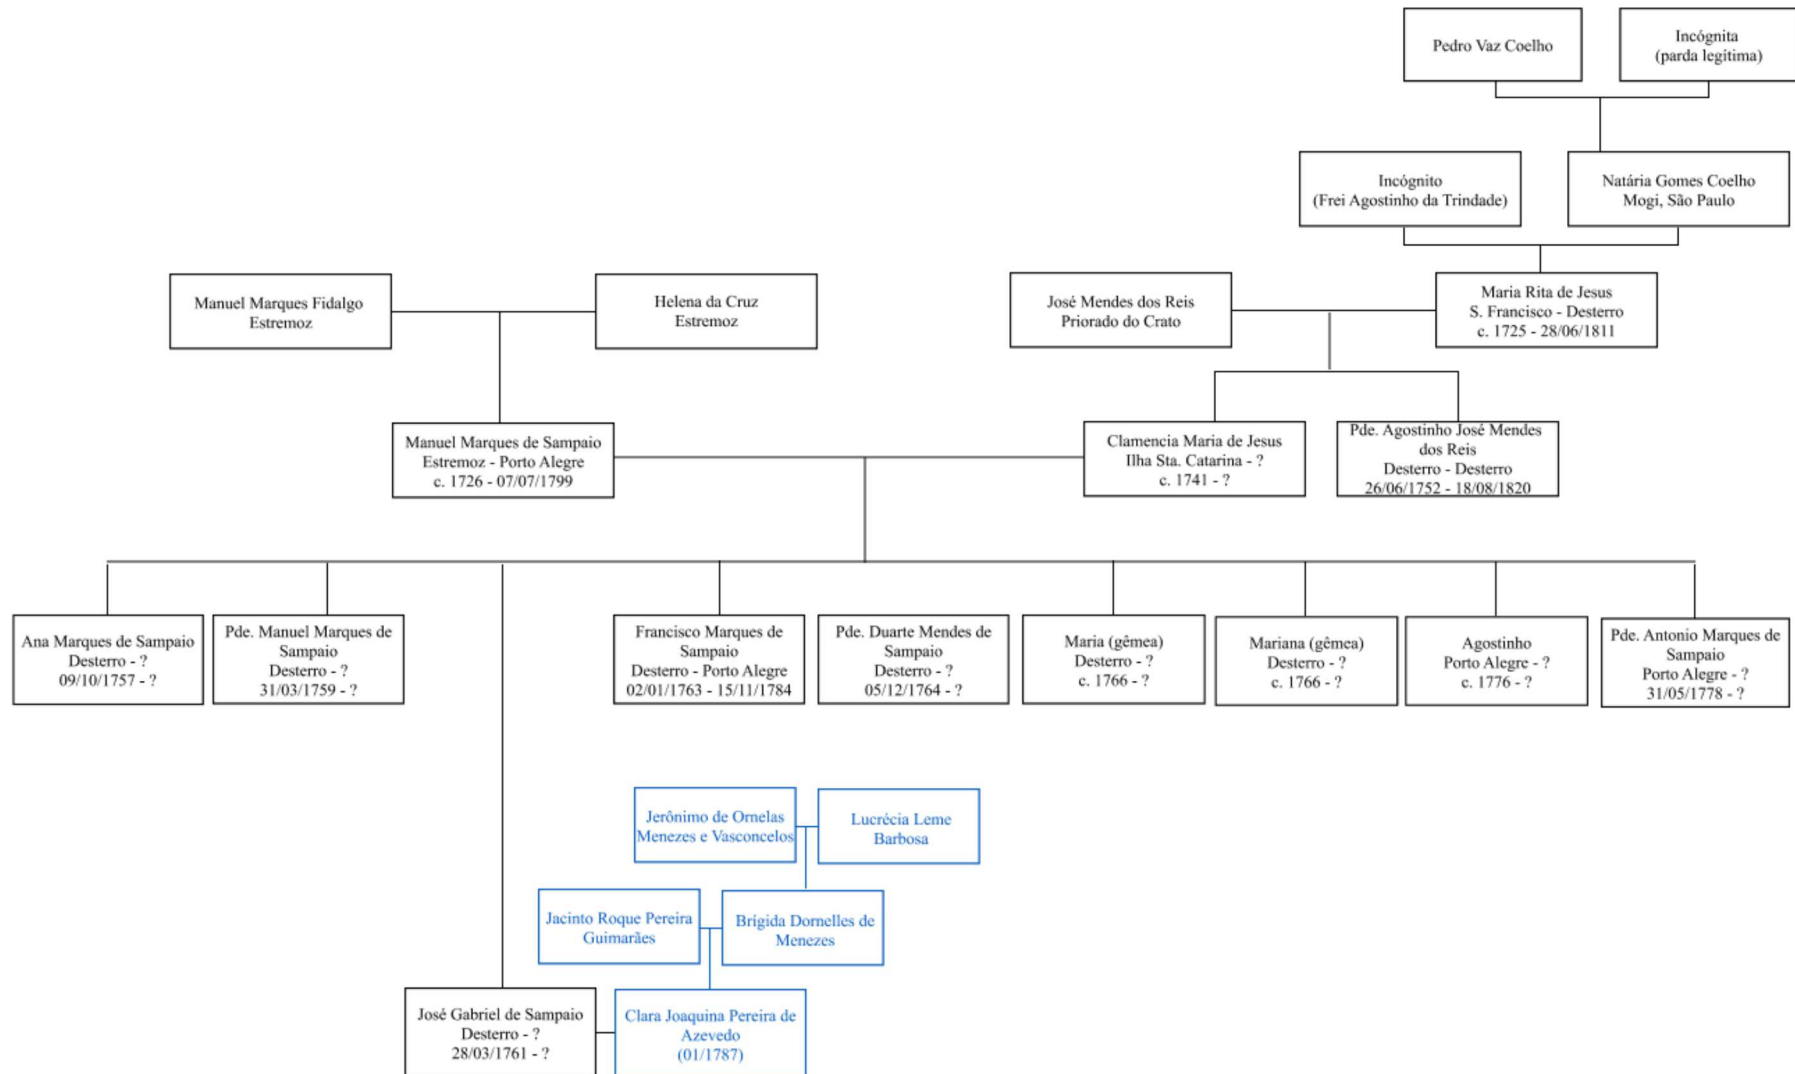 Pedro Vaz Coelho
Incógnita
(parda legítima)
Incógnito
(Frei Agostinho da Trindade)
Natária Gomes Coelho
Mogi, São Paulo
Manuel Marques Fidalgo
Estremoz
Helena da Cruz
Estremoz
José Mendes dos Reis
Priorado do Crato
Maria Rita de Jesus
S. Francisco - Desterro
c. 1725 - 28/06/1811
Manuel Marques de Sampaio
Estremoz - Porto Alegre
c. 1726 - 07/07/1799
Clamencia Maria de Jesus
Ilha Sta. Catarina - ?
c. 1741 - ?
Pde. Agostinho José Mendes
dos Reis
Desterro - Desterro
26/06/1752 - 18/08/1820
Ana Marques de Sampaio
Desterro - ?
09/10/1757 - ?
Pde. Manuel Marques de
Sampaio
Desterro - ?
31/03/1759 - ?
Francisco Marques de
Sampaio
Desterro - Porto Alegre
02/01/1763 - 15/11/1784
Pde. Duarte Mendes de
Sampaio
Desterro - ?
05/12/1764 - ?
Maria (gêmea)
Desterro - ?
c. 1766 - ?
Mariana (gêmea)
Desterro - ?
c. 1766 - ?
Agostinho
Porto Alegre - ?
c. 1776 - ?
Pde. Antonio Marques de
Sampaio
Porto Alegre - ?
31/05/1778 - ?
Jerônimo de Ornelas
Menezes e Vasconcelos
Lucrécia Leme
Barbosa
Jacinto Roque Pereira
Guimarães
Brígida Dornelles de
Menezes
José Gabriel de Sampaio
Desterro - ?
28/03/1761 - ?
Clara Joaquina Pereira de
Azevedo
(01/1787)